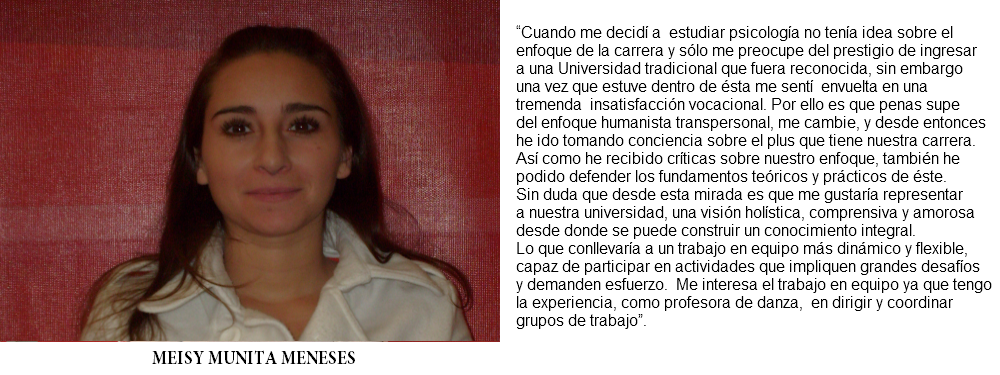 “Cuando me decidí a  estudiar psicología no tenía idea sobre el
enfoque de la carrera y sólo me preocupe del prestigio de ingresar
a una Universidad tradicional que fuera reconocida, sin embargo
una vez que estuve dentro de ésta me sentí  envuelta en una
tremenda  insatisfacción vocacional. Por ello es que penas supe
del enfoque humanista transpersonal, me cambie, y desde entonces
he ido tomando conciencia sobre el plus que tiene nuestra carrera.
Así como he recibido críticas sobre nuestro enfoque, también he
podido defender los fundamentos teóricos y prácticos de éste.
Sin duda que desde esta mirada es que me gustaría representar
a nuestra universidad, una visión holística, comprensiva y amorosa
desde donde se puede construir un conocimiento integral.
Lo que conllevaría a un trabajo en equipo más dinámico y flexible,
capaz de participar en actividades que impliquen grandes desafíos
y demanden esfuerzo.  Me interesa el trabajo en equipo ya que tengo
la experiencia, como profesora de danza,  en dirigir y coordinar
grupos de trabajo”.
MEISY MUNITA MENESES